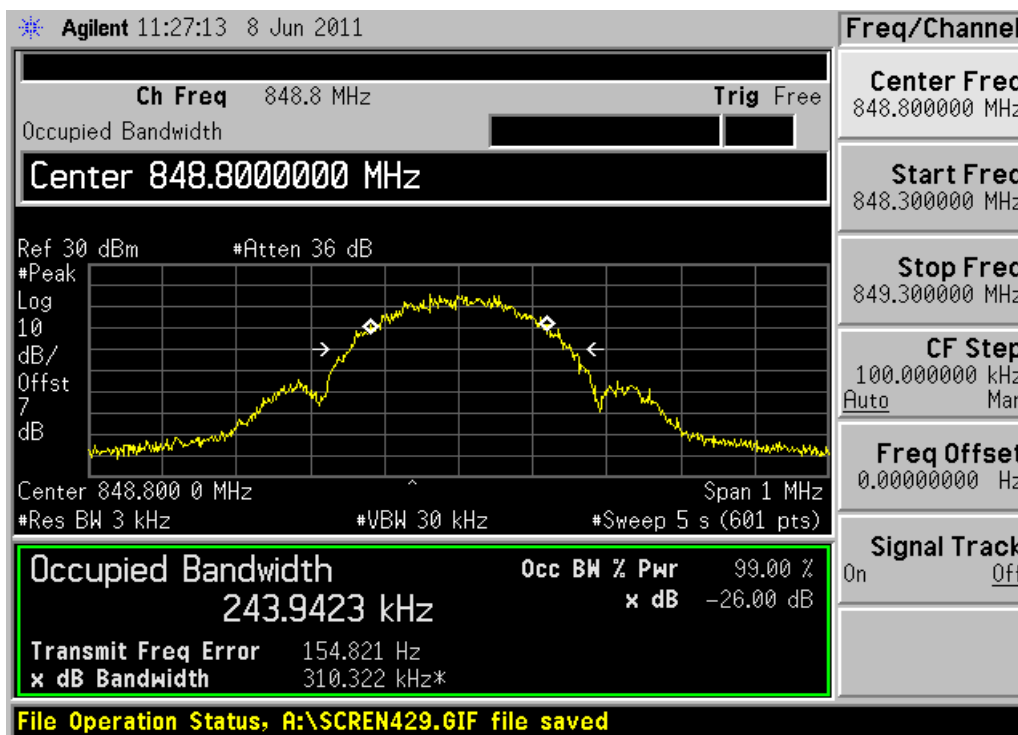 Agilent 11:27:13 8 Jun 2011
Ch Freq 848.8 MHz Trig Free
Occupied Bandwidth
Center 848.8000000 MHz
Ref 30 dBm #Atten 36 dB
#Peak
Log
10
dB/
Offst
7
dB
Center 848.800 0 MHz Span 1 MHz
#Res BW 3 kHz #VBW 30 kHz #Sweep 5 s (601 pts)
Occupied Bandwidth
243.9423 kHz
Occ BW % Pwr 99.00 %
x dB -26.00 dB
Transmit Freq Error 154.821 Hz
x dB Bandwidth 310.322 kHz*
File Operation Status, A:\SCREN429.GIF file saved
Freq/Channel
Center Freq
848.800000 MHz
Start Freq
848.300000 MHz
Stop Freq
849.300000 MHz
CF Step
100.000000 kHz
Auto Man
Freq Offset
0.00000000 Hz
Signal Track
On Off